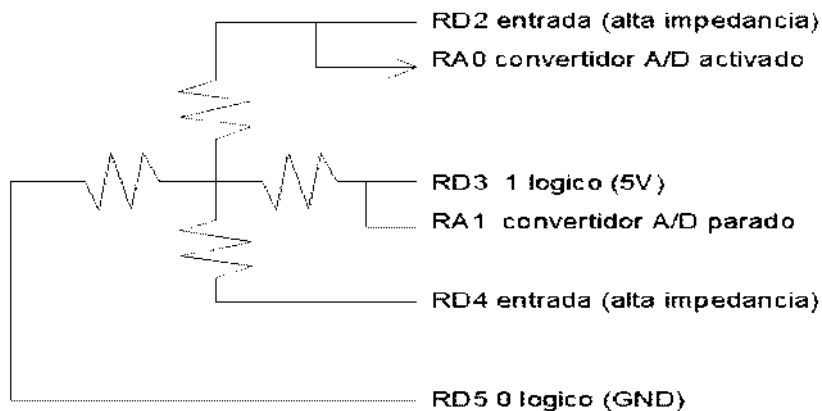 RD2 entrada (alta impedancia)
RA0 convertidor A/D activado
RD3 1 logico (5V)
RA1 convertidor A/D parado
RD4 entrada (alta impedancia)
RD5 0 logico (GND)